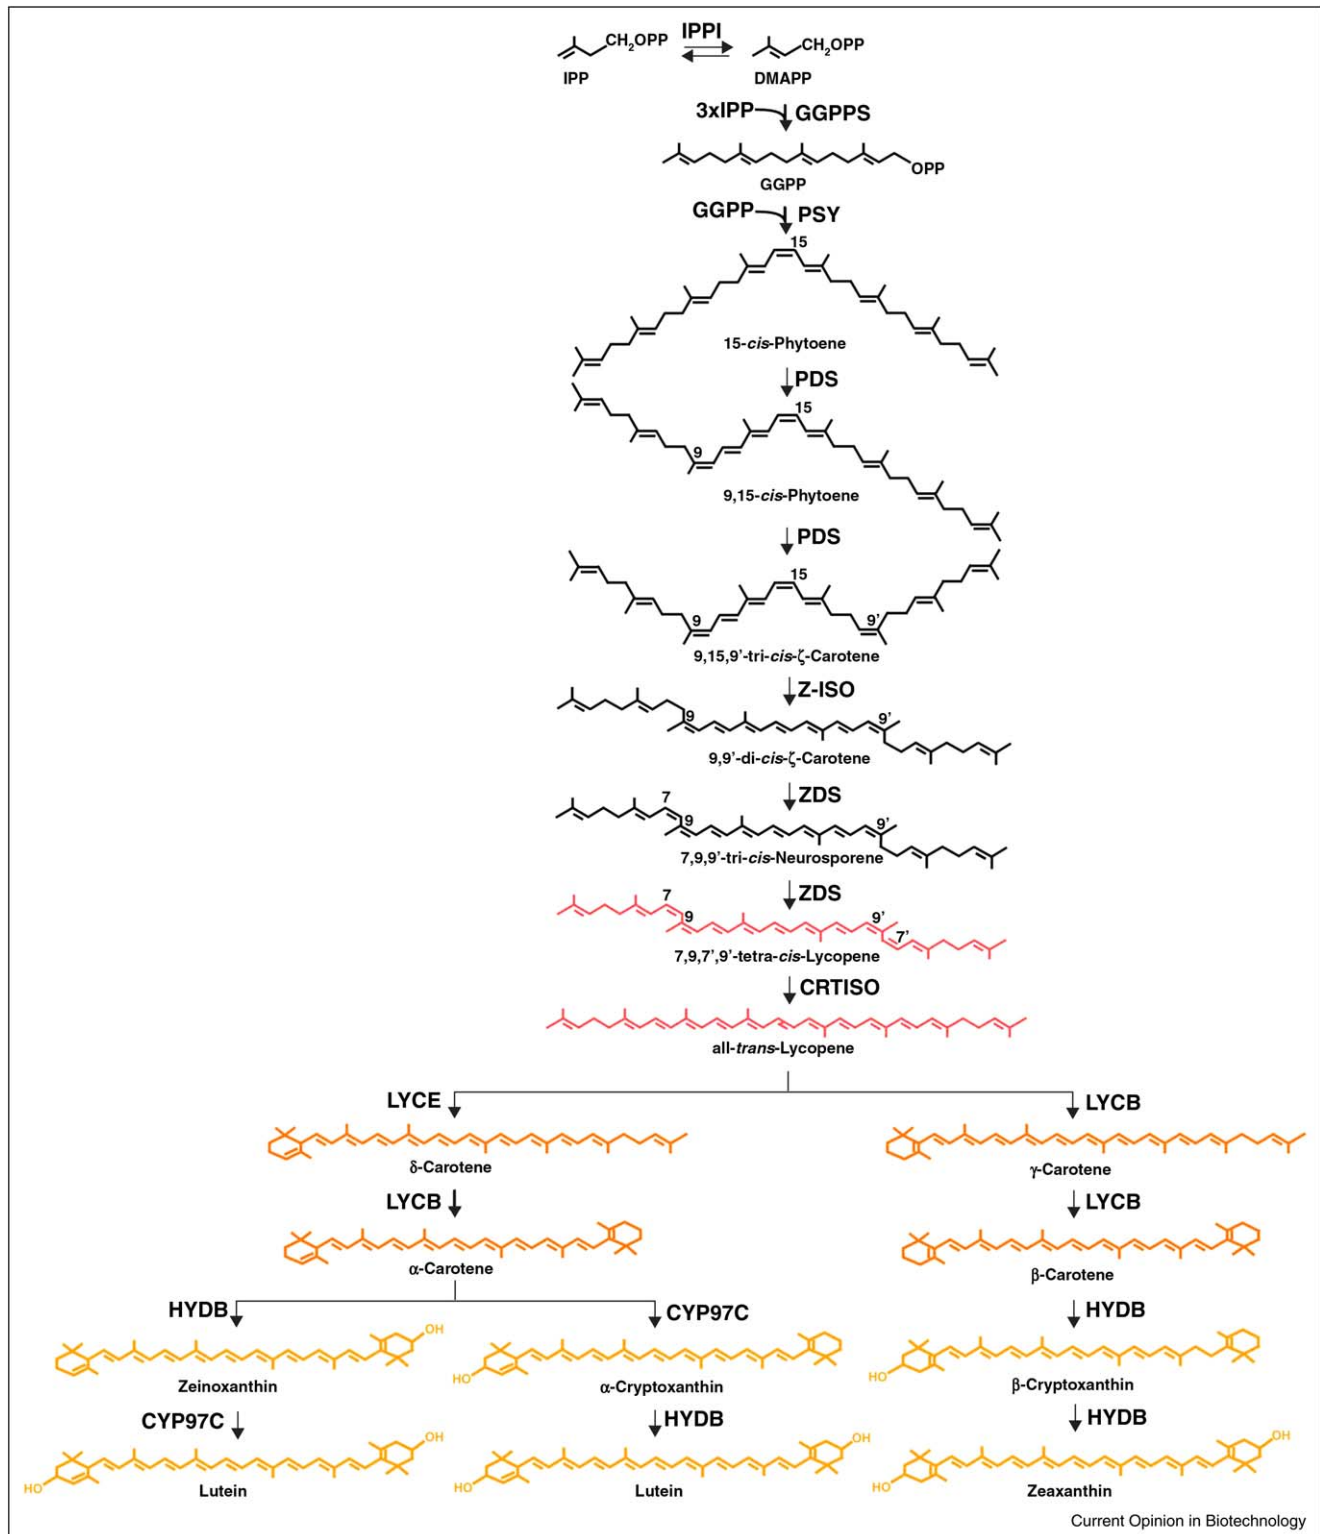 IPPI
CH2OPP CH2OPP
IPP DMAPP
3xIPP GGPPS
OPP
GGPP
GGPP PSY
15
15-cis-Phytoene
PDS
15
9
9,15-cis-Phytoene
PDS
15
9 9’
9,15,9’-tri-cis-ζ-Carotene
Z-ISO
9 9’
9,9’-di-cis-ζ-Carotene
ZDS
7
9 9’
7,9,9’-tri-cis-Neurosporene
ZDS
7
9 9’
7’
7,9,7’,9’-tetra-cis-Lycopene
CRTISO
all-trans-Lycopene
LYCE LYCB
δ-Carotene γ-Carotene
LYCB LYCB
α-Carotene β-Carotene
HYDB CYP97C HYDB
OH
HO HO
Zeinoxanthin α-Cryptoxanthin β-Cryptoxanthin
CYP97C HYDB HYDB
OH OH OH
HO HO HO
Lutein Lutein Zeaxanthin
Current Opinion in Biotechnology